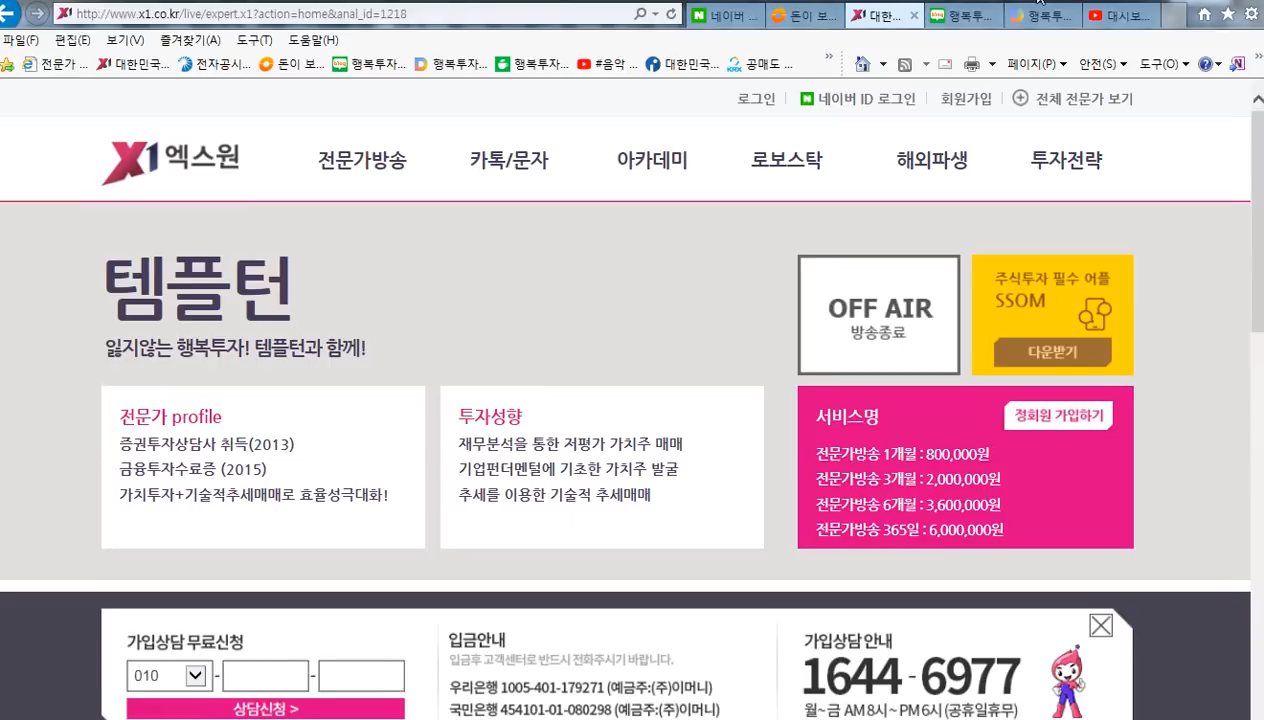 http://www.x1.co.kr/live/expert.x1?action=home&anal_id=1218
네이버 ...
돈이 보...
대한...
행복투...
행복투...
대시보...
파일(F) 편집(E) 보기(V) 즐겨찾기(A) 도구(T) 도움말(H)
전문가 ... 대한민국... 전자공시... 돈이 보... 행복투자... 행복투자... 행복투자... #음악 ... 대한민국... 공매도 ... » 페이지(P) 안전(S) 도구(O) »
로그인 네이버 ID 로그인 회원가입 전체 전문가 보기
X1 엑스원 전문가방송 카톡/문자 아카데미 로보스탁 해외파생 투자전략
템플턴
잃지않는 행복투자! 템플턴과 함께!
OFF AIR
방송종료
주식투자 필수 어플
SSOM
다운받기
전문가 profile
증권투자상담사 취득(2013)
금융투자수료증 (2015)
가치투자+기술적추세매매로 효율성극대화!
투자성향
재무분석을 통한 저평가 가치주 매매
기업펀더멘털에 기초한 가치주 발굴
추세를 이용한 기술적 추세매매
서비스명 정회원 가입하기
전문가방송 1개월 : 800,000원
전문가방송 3개월 : 2,000,000원
전문가방송 6개월 : 3,600,000원
전문가방송 365일 : 6,000,000원
가입상담 무료신청
010 - -
상담신청 >
입금안내
입금후 고객센터로 반드시 전화주시기 바랍니다.
우리은행 1005-401-179271 (예금주:(주)이머니)
국민은행 454101-01-080298 (예금주:(주)이머니)
가입상담 안내
1644-6977
월~금 AM 8시~ PM 6시 (공휴일휴무)